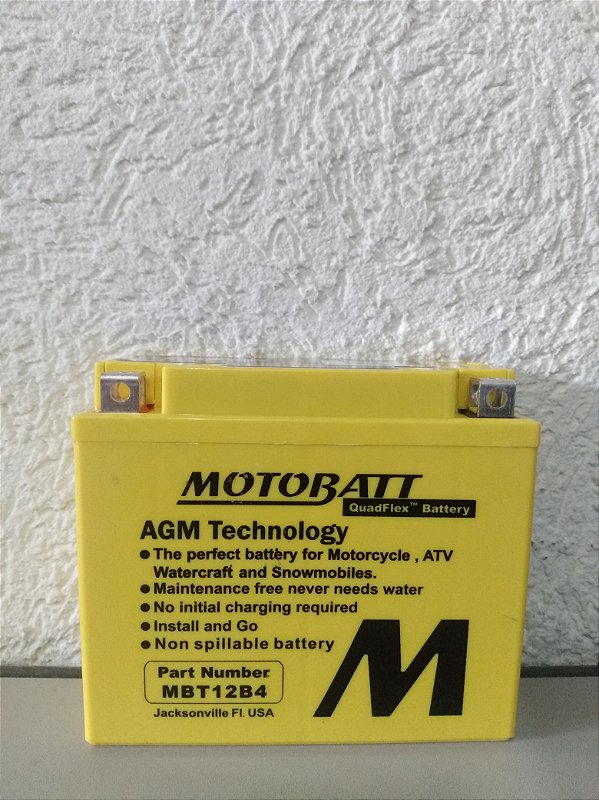 MOTOBATT
QuadFlex™ Battery
AGM Technology
● The perfect battery for Motorcycle , ATV
Watercraft and Snowmobiles.
● Maintenance free never needs water
● No initial charging required
● Install and Go
● Non spillable battery
Part Number
MBT12B4
Jacksonville Fl. USA
M